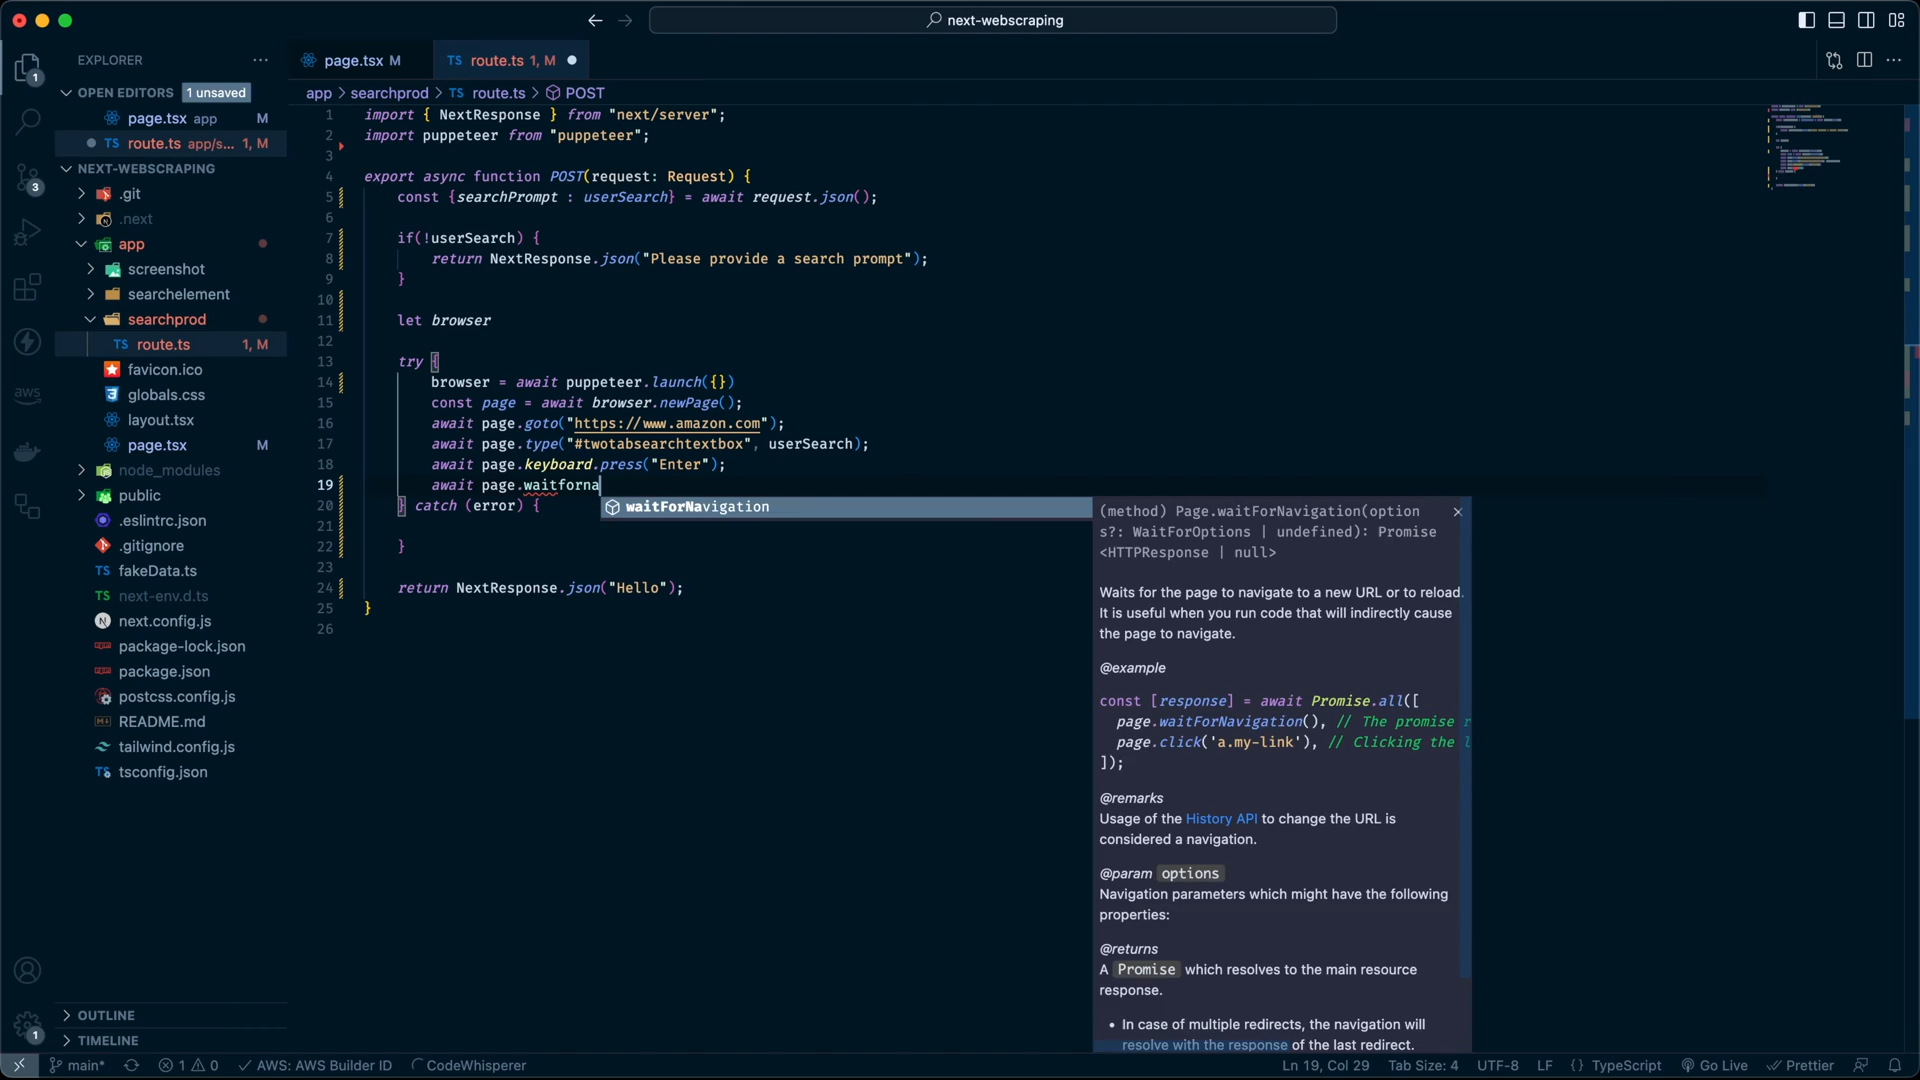 next-webscraping
EXPLORER
OPEN EDITORS 1 unsaved
page.tsx app M
route.ts app/s... 1, M
NEXT-WEBSCRAPING
.git
.next
app
screenshot
searchelement
searchprod
TS route.ts 1, M
favicon.ico
globals.css
layout.tsx
page.tsx M
node_modules
public
.eslintrc.json
.gitignore
TS fakeData.ts
TS next-env.d.ts
next.config.js
package-lock.json
package.json
postcss.config.js
README.md
tailwind.config.js
tsconfig.json
OUTLINE
TIMELINE
page.tsx M
TS route.ts 1, M
app > searchprod > TS route.ts > POST
1 import { NextResponse } from "next/server";
2 import puppeteer from "puppeteer";
3
4 export async function POST(request: Request) {
5 const {searchPrompt : userSearch} = await request.json();
6
7 if(!userSearch) {
8 return NextResponse.json("Please provide a search prompt");
9 }
10
11 let browser
12
13 try {
14 browser = await puppeteer.launch({})
15 const page = await browser.newPage();
16 await page.goto("https://www.amazon.com");
17 await page.type("#twotabsearchtextbox", userSearch);
18 await page.keyboard.press("Enter");
19 await page.waitforna
20 } catch (error) {
21
22 }
23
24 return NextResponse.json("Hello");
25 }
26
waitForNavigation
(method) Page.waitForNavigation(option
s?: WaitForOptions | undefined): Promise
<HTTPResponse | null>
Waits for the page to navigate to a new URL or to reload.
It is useful when you run code that will indirectly cause
the page to navigate.
@example
const [response] = await Promise.all([
page.waitForNavigation(), // The promise r
page.click('a.my-link'), // Clicking the l
]);
@remarks
Usage of the History API to change the URL is
considered a navigation.
@param options
Navigation parameters which might have the following
properties:
@returns
A Promise which resolves to the main resource
response.
• In case of multiple redirects, the navigation will
resolve with the response of the last redirect.
main* 1 0 AWS: AWS Builder ID CodeWhisperer Ln 19, Col 29 Tab Size: 4 UTF-8 LF {} TypeScript Go Live Prettier